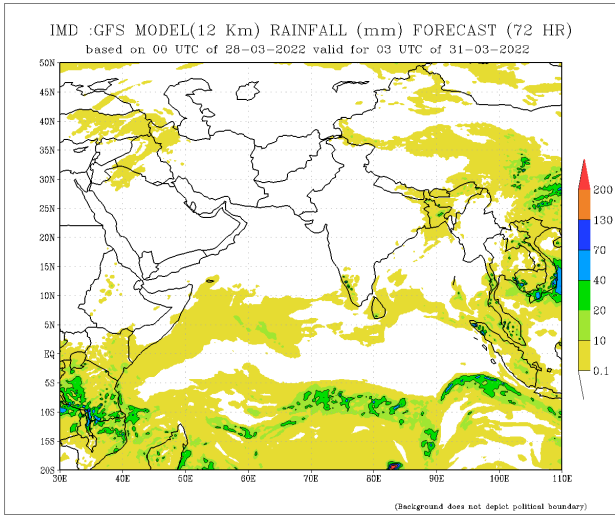 IMD :GFS MODEL(12 Km) RAINFALL (mm) FORECAST (72 HR)
based on 00 UTC of 28-03-2022 valid for 03 UTC of 31-03-2022
50N
45N
40N
35N
30N
25N
20N
15N
10N
5N
EQ
5S
10S
15S
20S
30E
40E
50E
60E
70E
80E
90E
100E
110E
200
130
70
40
20
10
0.1
(Background does not depict political boundary)